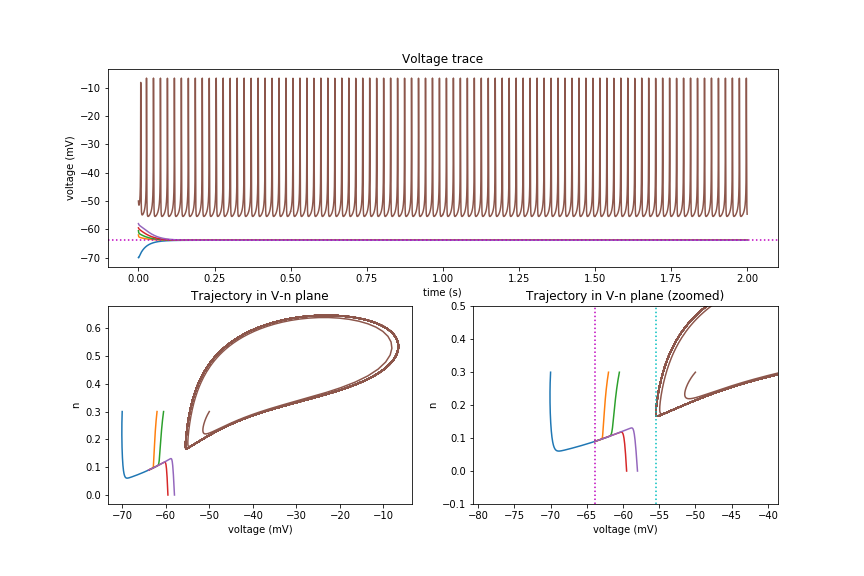 Voltage trace
voltage (mV)
−10
−20
−30
−40
−50
−60
−70
0.00 0.25 0.50 0.75 1.00 1.25 1.50 1.75 2.00
time (s)
Trajectory in V-n plane
n
0.6
0.5
0.4
0.3
0.2
0.1
0.0
−70 −60 −50 −40 −30 −20 −10
voltage (mV)
Trajectory in V-n plane (zoomed)
n
0.5
0.4
0.3
0.2
0.1
0.0
−0.1
−80 −75 −70 −65 −60 −55 −50 −45 −40
voltage (mV)